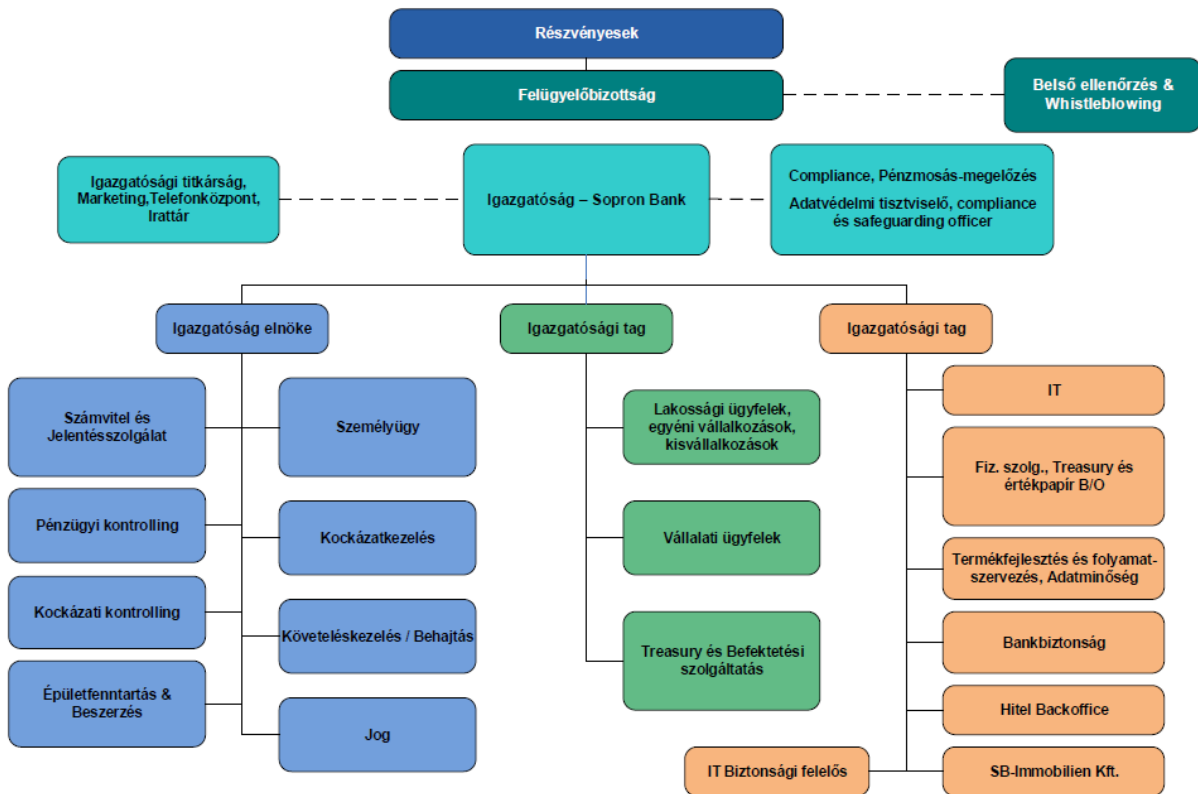 Részvényesek
Felügyelőbizottság
Belső ellenőrzés &
Whistleblowing
Igazgatósági titkárság,
Marketing,Telefonközpont,
Irattár
Igazgatóság – Sopron Bank
Compliance, Pénzmosás-megelőzés
Adatvédelmi tisztviselő, compliance
és safeguarding officer
Igazgatóság elnöke
Igazgatósági tag
Igazgatósági tag
Számvitel és
Jelentésszolgálat
Személyügy
Pénzügyi kontrolling
Kockázatkezelés
Kockázati kontrolling
Követeléskezelés / Behajtás
Épületfenntartás &
Beszerzés
Jog
Lakossági ügyfelek,
egyéni vállalkozások,
kisvállalkozások
Vállalati ügyfelek
Treasury és Befektetési
szolgáltatás
IT
Fiz. szolg., Treasury és
értékpapír B/O
Termékfejlesztés és folyamat-
szervezés, Adatminőség
Bankbiztonság
Hitel Backoffice
IT Biztonsági felelős
SB-Immobilien Kft.